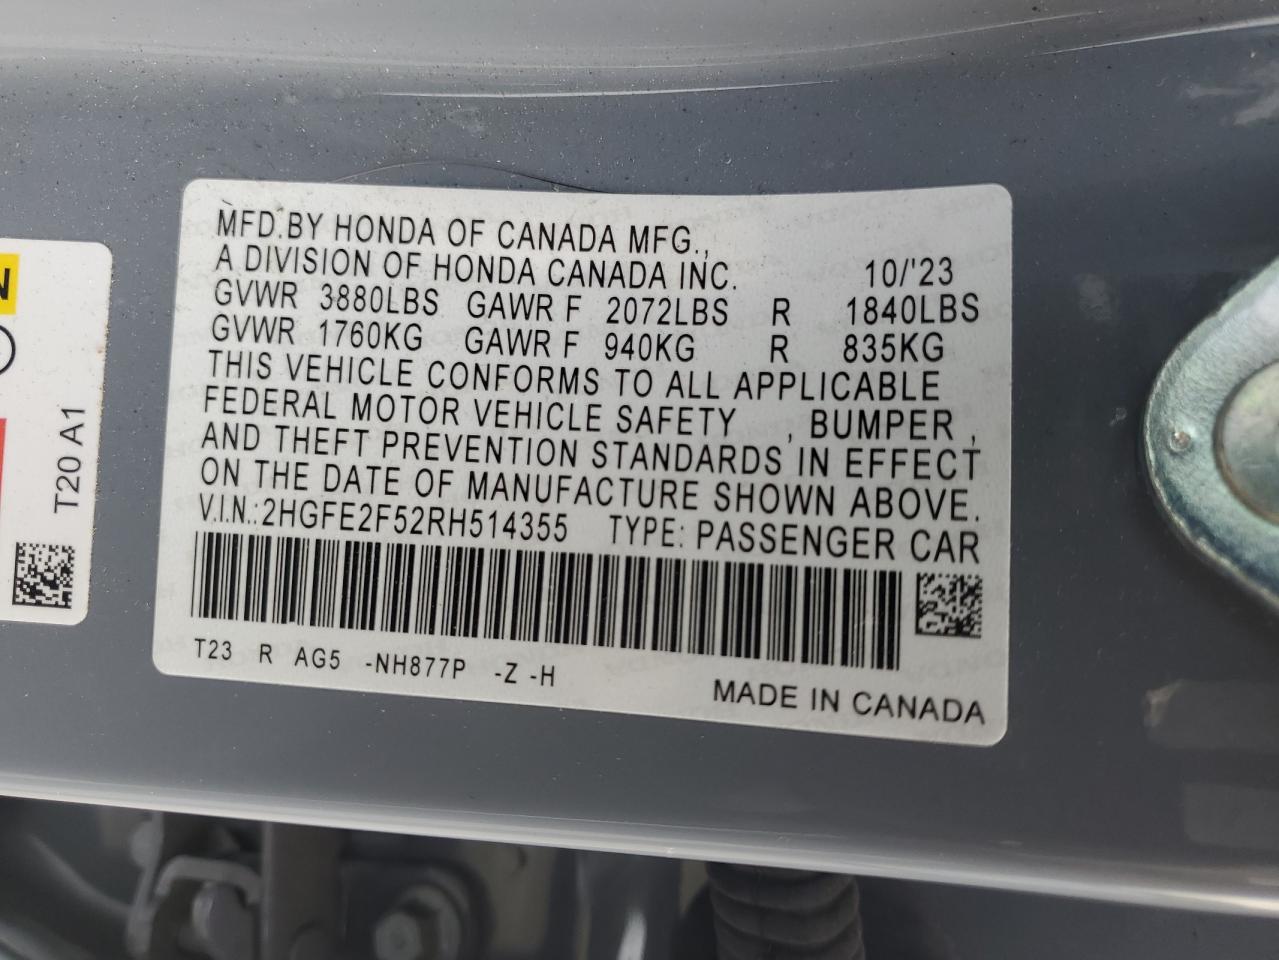 MFD.BY HONDA OF CANADA MFG.,
A DIVISION OF HONDA CANADA INC. 10/'23
GVWR 3880LBS GAWR F 2072LBS R 1840LBS
GVWR 1760KG GAWR F 940KG R 835KG
THIS VEHICLE CONFORMS TO ALL APPLICABLE
FEDERAL MOTOR VEHICLE SAFETY , BUMPER ,
AND THEFT PREVENTION STANDARDS IN EFFECT
ON THE DATE OF MANUFACTURE SHOWN ABOVE.
V.I.N.:2HGFE2F52RH514355 TYPE: PASSENGER CAR
T23 R AG5 -NH877P -Z -H
MADE IN CANADA
N
T20 A1